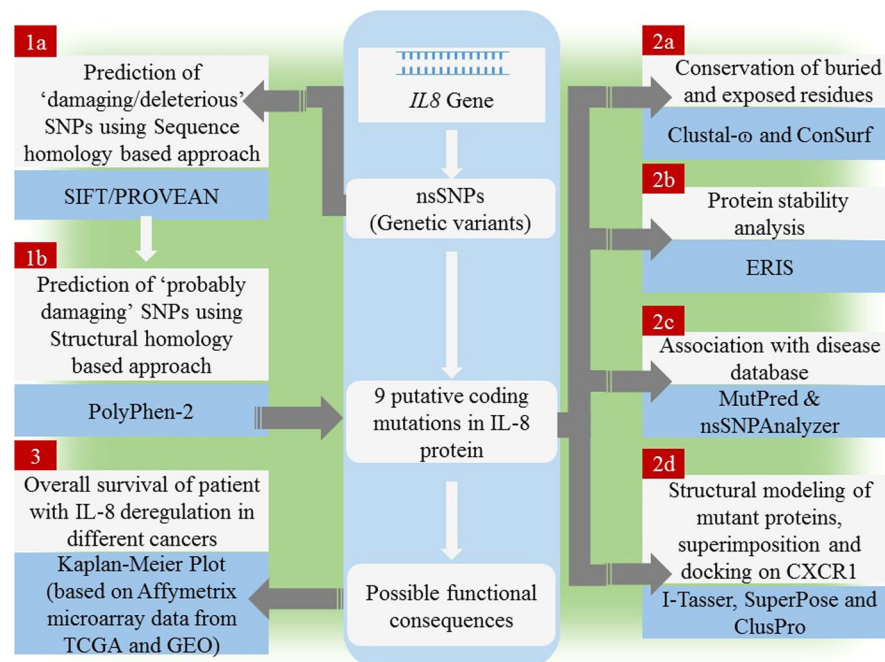 1a
Prediction of
‘damaging/deleterious’
SNPs using Sequence
homology based approach
SIFT/PROVEAN
1b
Prediction of ‘probably
damaging’ SNPs using
Structural homology
based approach
PolyPhen-2
3
Overall survival of patient
with IL-8 deregulation in
different cancers
Kaplan-Meier Plot
(based on Affymetrix
microarray data from
TCGA and GEO)
IL8 Gene
nsSNPs
(Genetic variants)
9 putative coding
mutations in IL-8
protein
Possible functional
consequences
2a
Conservation of buried
and exposed residues
Clustal-ω and ConSurf
2b
Protein stability
analysis
ERIS
2c
Association with disease
database
MutPred &
nsSNPAnalyzer
2d
Structural modeling of
mutant proteins,
superimposition and
docking on CXCR1
I-Tasser, SuperPose and
ClusPro